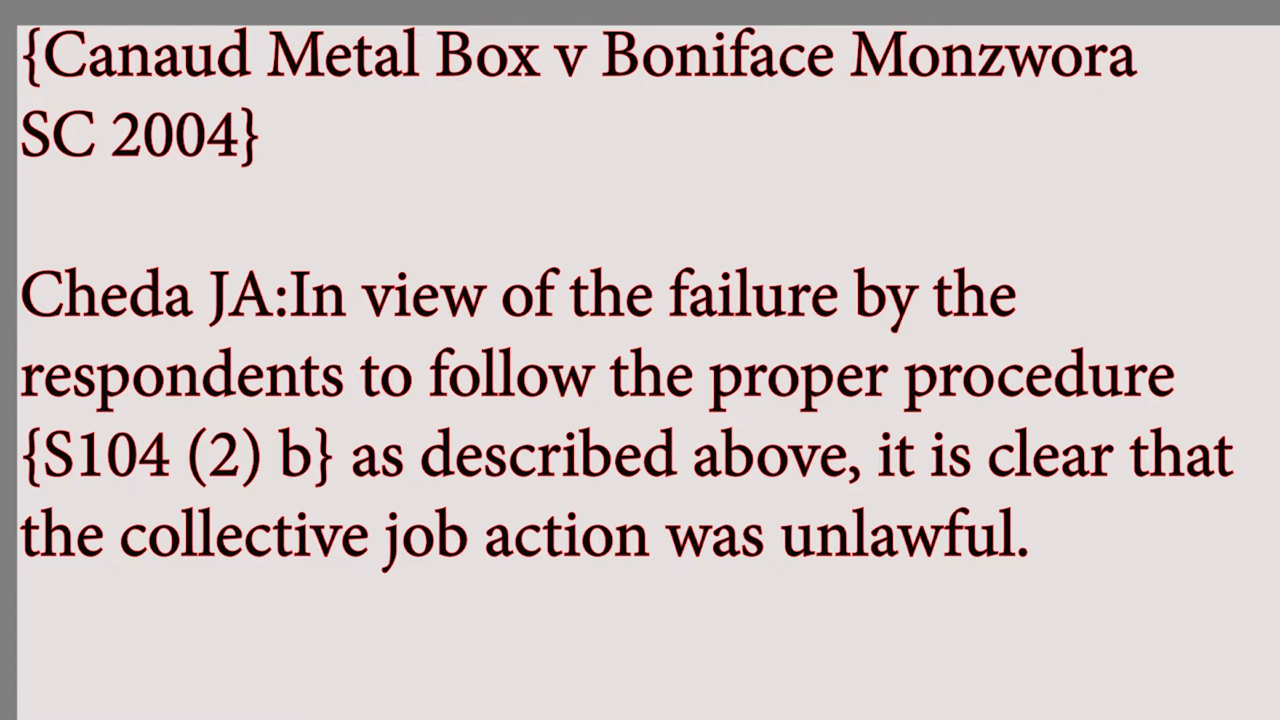 {Canaud Metal Box v Boniface Monzwora
SC 2004}
Cheda JA:In view of the failure by the
respondents to follow the proper procedure
{S104 (2) b} as described above, it is clear that
the collective job action was unlawful.